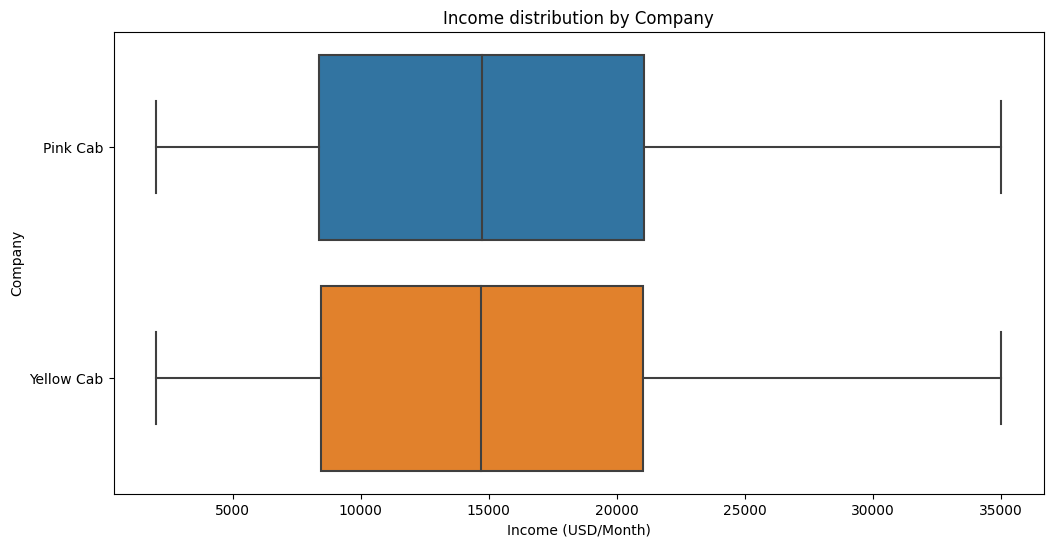 Income distribution by Company
Company
Pink Cab
Yellow Cab
5000 10000 15000 20000 25000 30000 35000
Income (USD/Month)